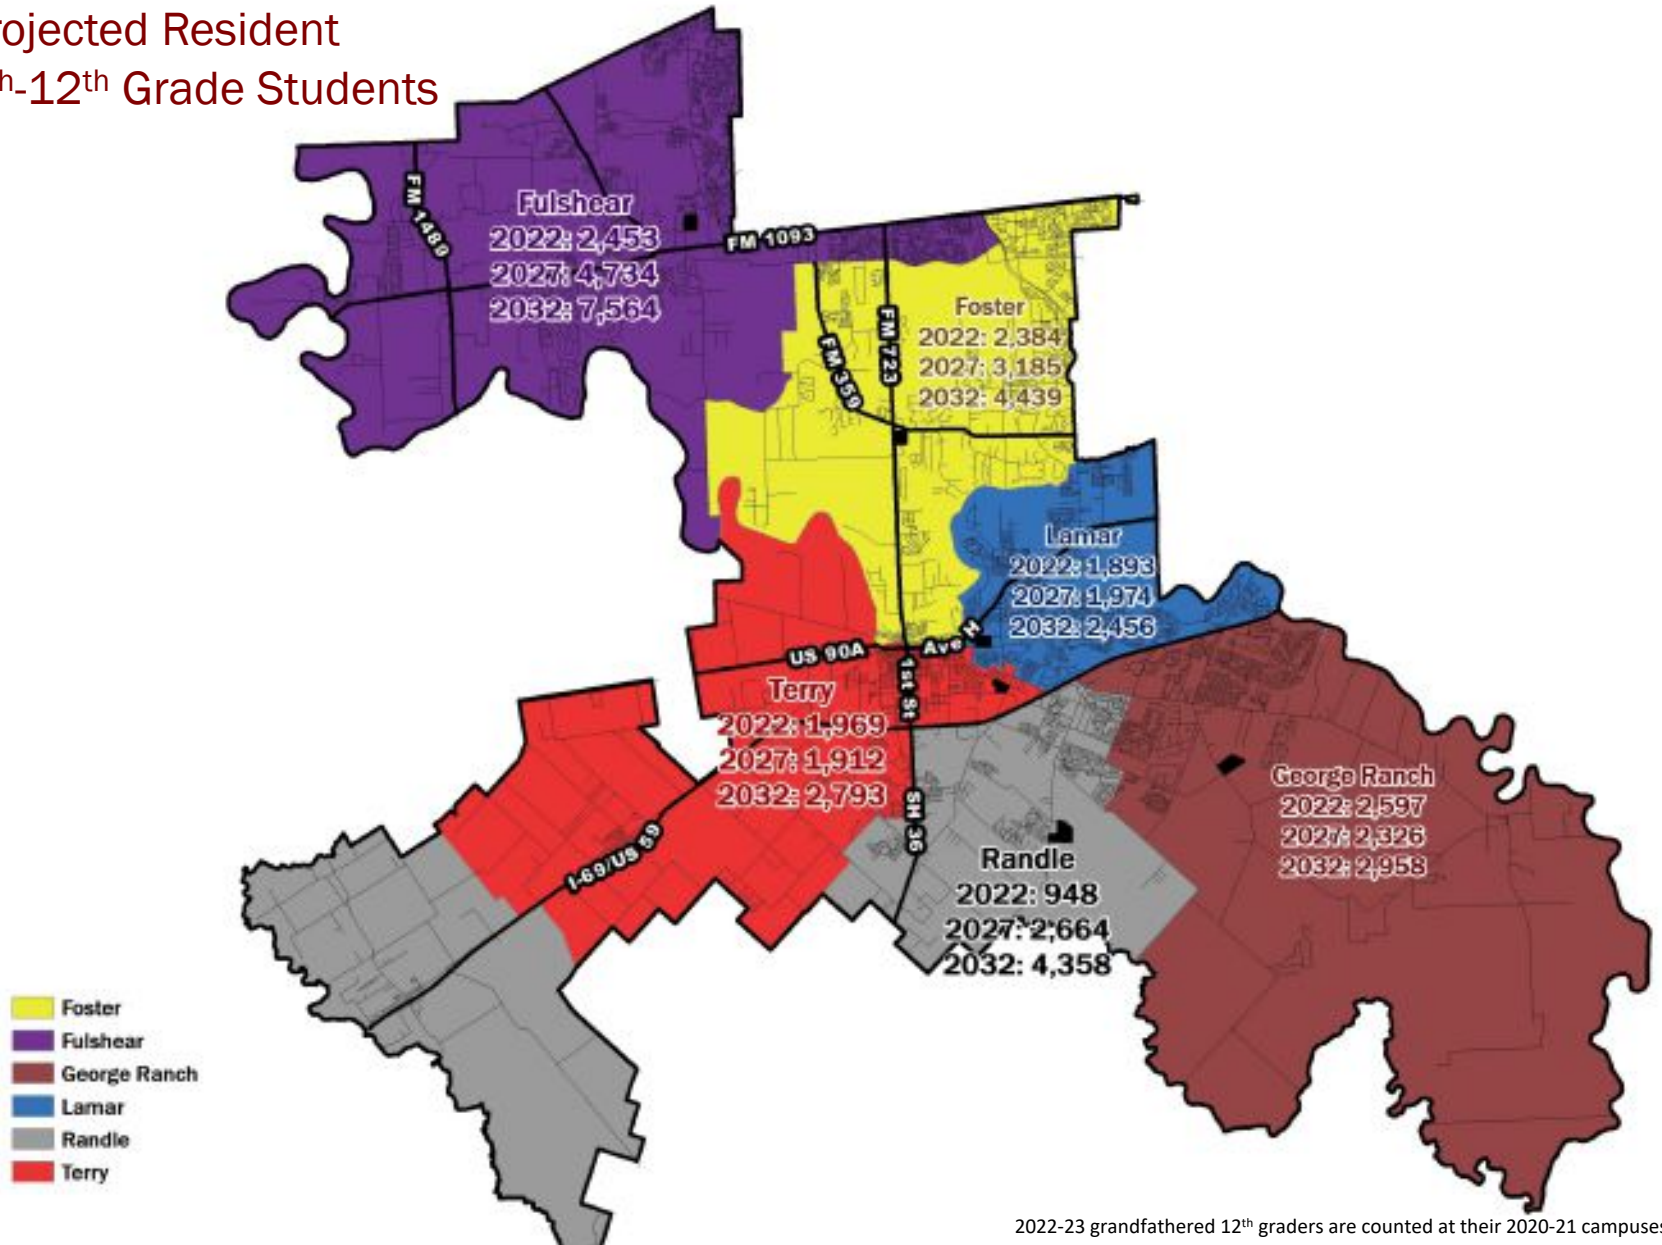 rojected Resident
h-12th Grade Students
FM 1489
Fulshear
2022: 2,453
2027: 4,734
2032: 7,564
FM 1093
Foster
2022: 2,384
2027: 3,185
2032: 4,439
FM 723
FM 359
Lamar
2022: 1,893
2027: 1,974
2032: 2,456
US 90A
Ave H
1st St
Terry
2022: 1,969
2027: 1,912
2032: 2,793
I-69/US 59
SH 36
George Ranch
2022: 2,597
2027: 2,326
2032: 2,958
Randle
2022: 948
2027: 2,664
2032: 4,358
Foster
Fulshear
George Ranch
Lamar
Randle
Terry
2022-23 grandfathered 12th graders are counted at their 2020-21 campuses